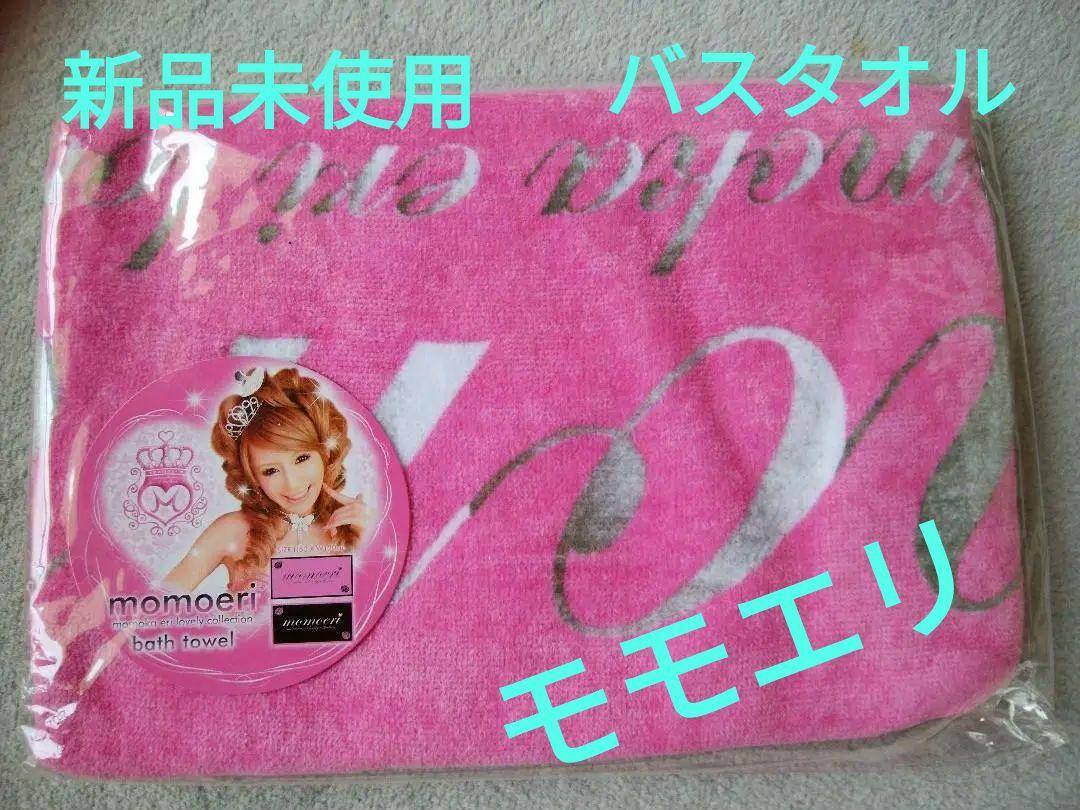 新品未使用 バスタオル
momoka eri
momoeri
momoeri
momoeri
momoka eri lovely collection
bath towel
M
モモエリ